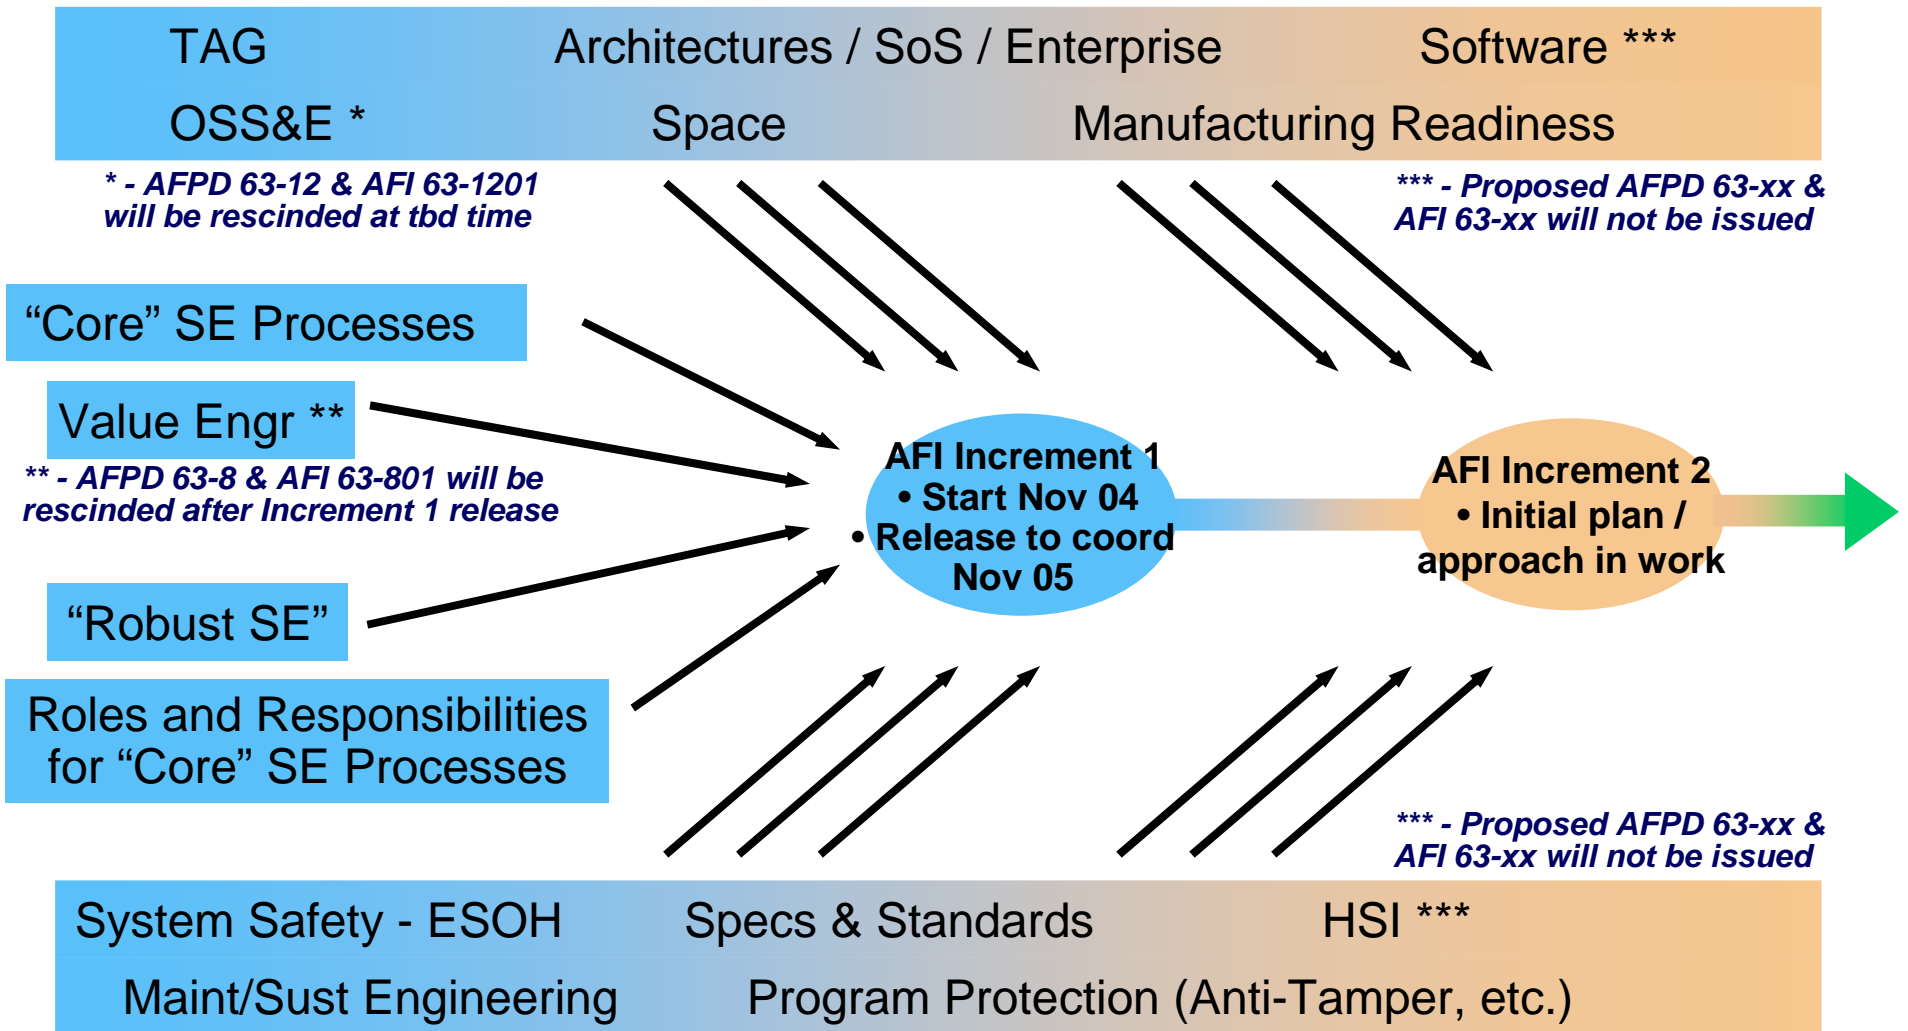 TAG Architectures / SoS / Enterprise Software ***
OSS&E * Space Manufacturing Readiness
* - AFPD 63-12 & AFI 63-1201
will be rescinded at tbd time
*** - Proposed AFPD 63-xx &
AFI 63-xx will not be issued
“Core” SE Processes
Value Engr **
** - AFPD 63-8 & AFI 63-801 will be
rescinded after Increment 1 release
“Robust SE”
Roles and Responsibilities
for “Core” SE Processes
AFI Increment 1
• Start Nov 04
• Release to coord
Nov 05
AFI Increment 2
• Initial plan /
approach in work
*** - Proposed AFPD 63-xx &
AFI 63-xx will not be issued
System Safety - ESOH Specs & Standards HSI ***
Maint/Sust Engineering Program Protection (Anti-Tamper, etc.)